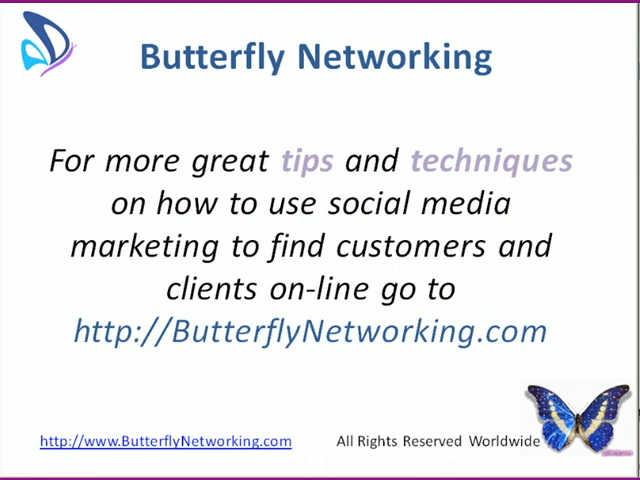 Butterfly Networking
For more great tips and techniques
on how to use social media
marketing to find customers and
clients on-line go to
http://ButterflyNetworking.com
http://www.ButterflyNetworking.com All Rights Reserved Worldwide